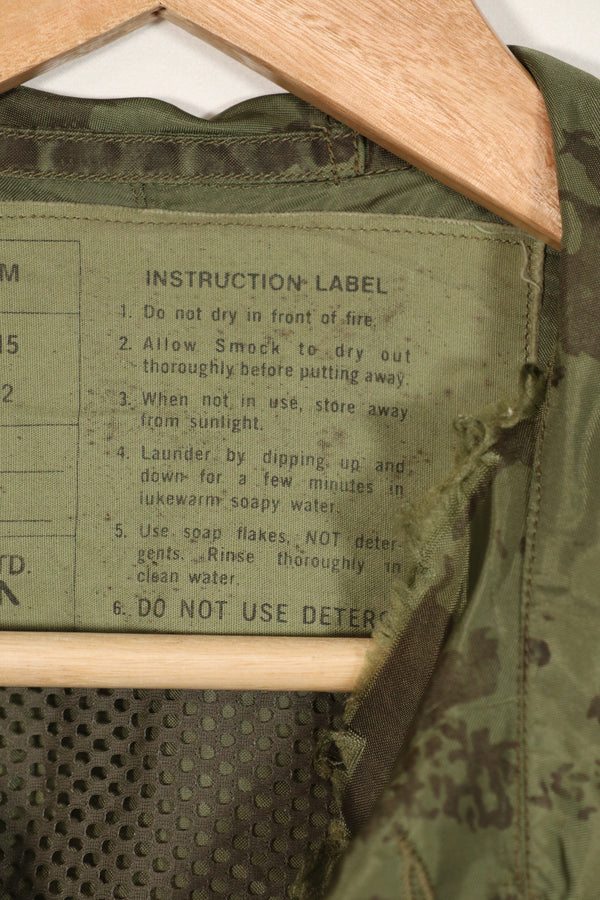 M
15
2
TD.
K
INSTRUCTION LABEL
1. Do not dry in front of fire.
2. Allow Smock to dry out
thoroughly before putting away.
3. When not in use, store away
from sunlight.
4. Launder by dipping up and
down for a few minutes in
lukewarm soapy water.
5. Use soap flakes, NOT deter-
gents. Rinse thoroughly in
clean water.
6. DO NOT USE DETERG